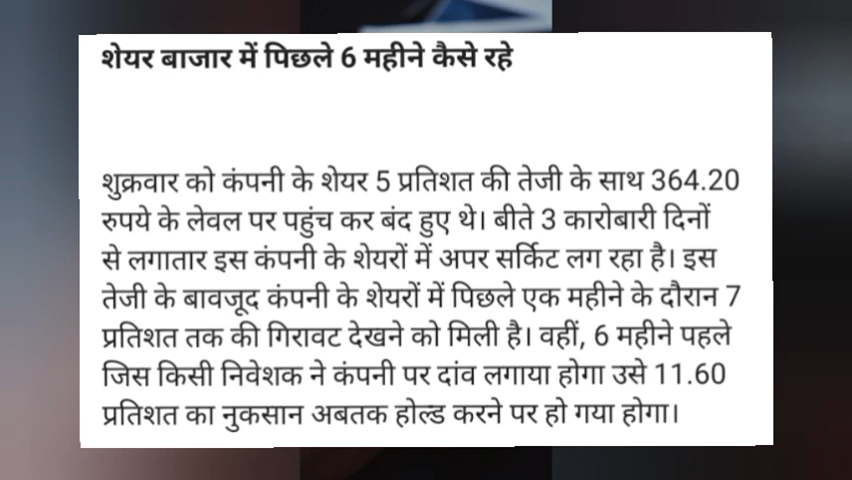 शेयर बाजार में पिछले 6 महीने कैसे रहे
शुक्रवार को कंपनी के शेयर 5 प्रतिशत की तेजी के साथ 364.20
रुपये के लेवल पर पहुंच कर बंद हुए थे। बीते 3 कारोबारी दिनों
से लगातार इस कंपनी के शेयरों में अपर सर्किट लग रहा है। इस
तेजी के बावजूद कंपनी के शेयरों में पिछले एक महीने के दौरान 7
प्रतिशत तक की गिरावट देखने को मिली है। वहीं, 6 महीने पहले
जिस किसी निवेशक ने कंपनी पर दांव लगाया होगा उसे 11.60
प्रतिशत का नुकसान अबतक होल्ड करने पर हो गया होगा।